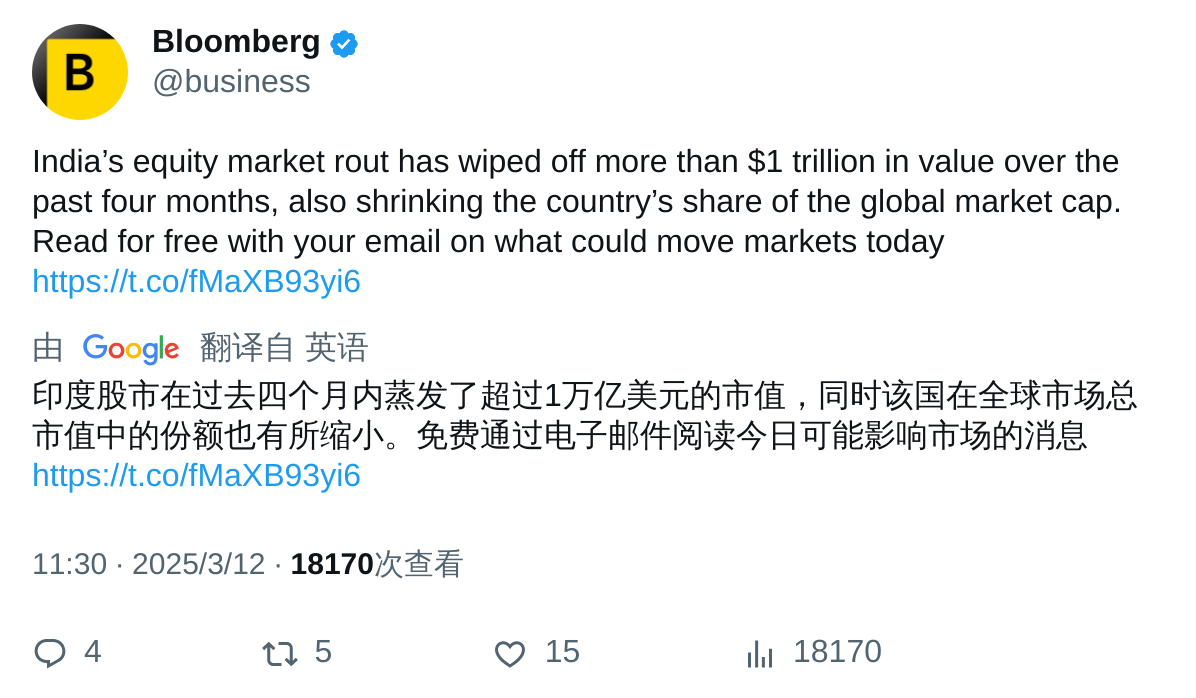 B
Bloomberg
@business
India’s equity market rout has wiped off more than $1 trillion in value over the
past four months, also shrinking the country’s share of the global market cap.
Read for free with your email on what could move markets today
https://t.co/fMaXB93yi6
由 Google 翻译自 英语
印度股市在过去四个月内蒸发了超过1万亿美元的市值，同时该国在全球市场总
市值中的份额也有所缩小。免费通过电子邮件阅读今日可能影响市场的消息
https://t.co/fMaXB93yi6
11:30 · 2025/3/12 · 18170次查看
4 5 15 18170